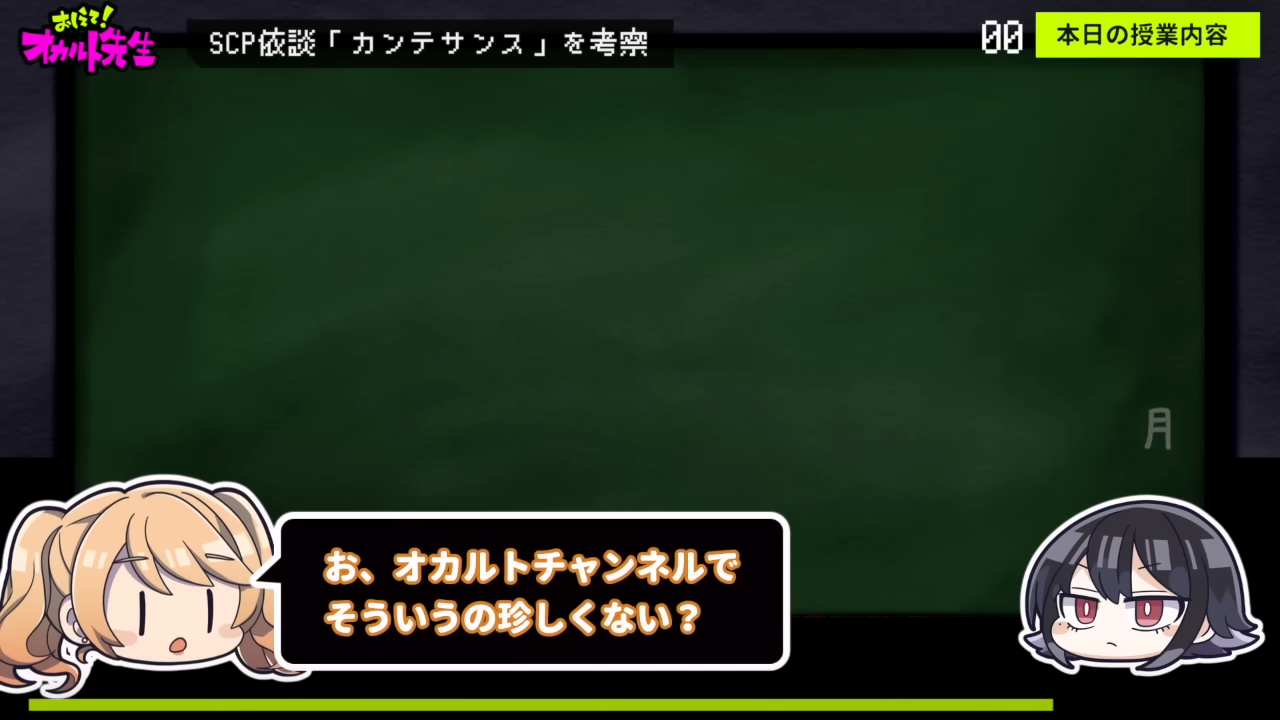 おしえて!
オカルト先生
SCP依談「カンテサンス」を考察
00
本日の授業内容
月
お、オカルトチャンネルで
そういうの珍しくない?